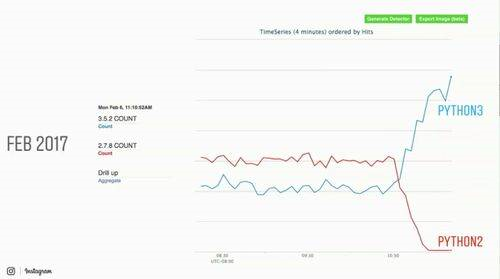 Generate Detector Export Image (beta)
TimeSeries (4 minutes) ordered by Hits
Mon Feb 6, 11:10:52AM
3.5.2 COUNT
Count
PYTHON3
FEB 2017
2.7.8 COUNT
Count
Drill up
Aggregate
PYTHON2
08:30 09:30 10:30
UTC-08:00
Instagram